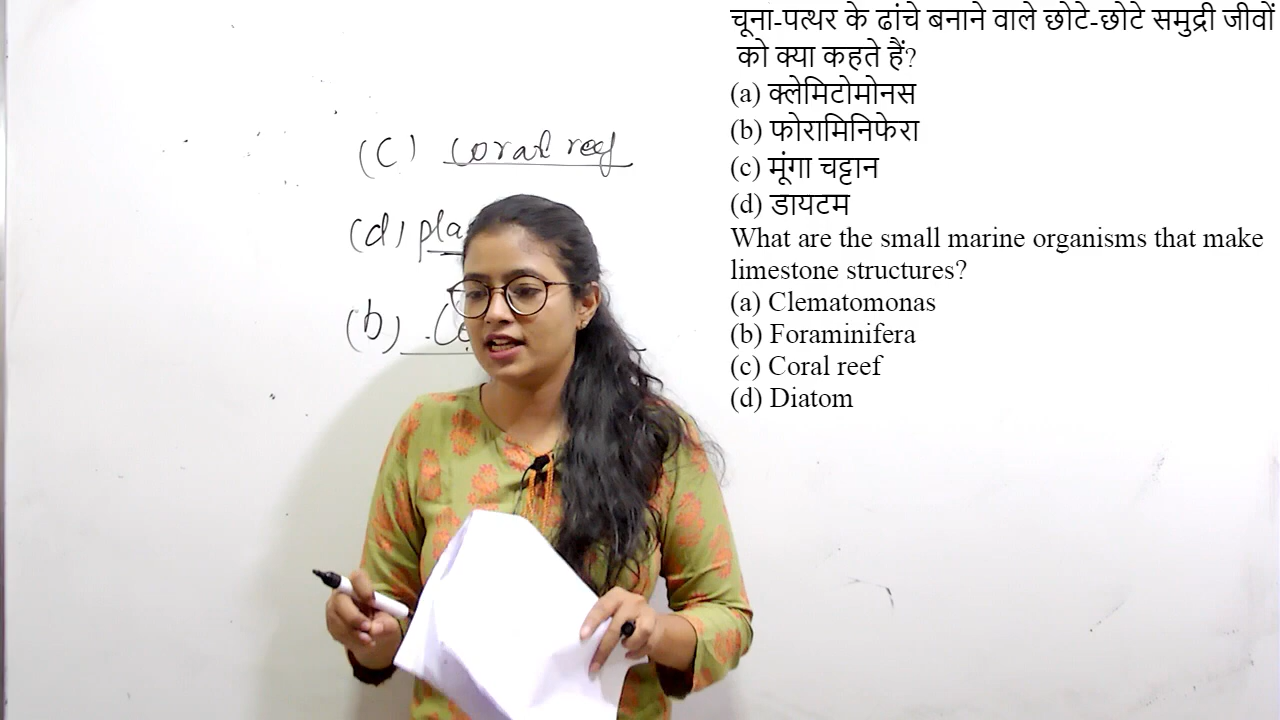 चूना-पत्थर के ढांचे बनाने वाले छोटे-छोटे समुद्री जीवों
को क्या कहते हैं?
(a) क्लेमिटोमोनस
(b) फोरामिनिफेरा
(c) मूंगा चट्टान
(d) डायटम
What are the small marine organisms that make
limestone structures?
(a) Clematomonas
(b) Foraminifera
(c) Coral reef
(d) Diatom
(C) Coral reef
(d)
(b)